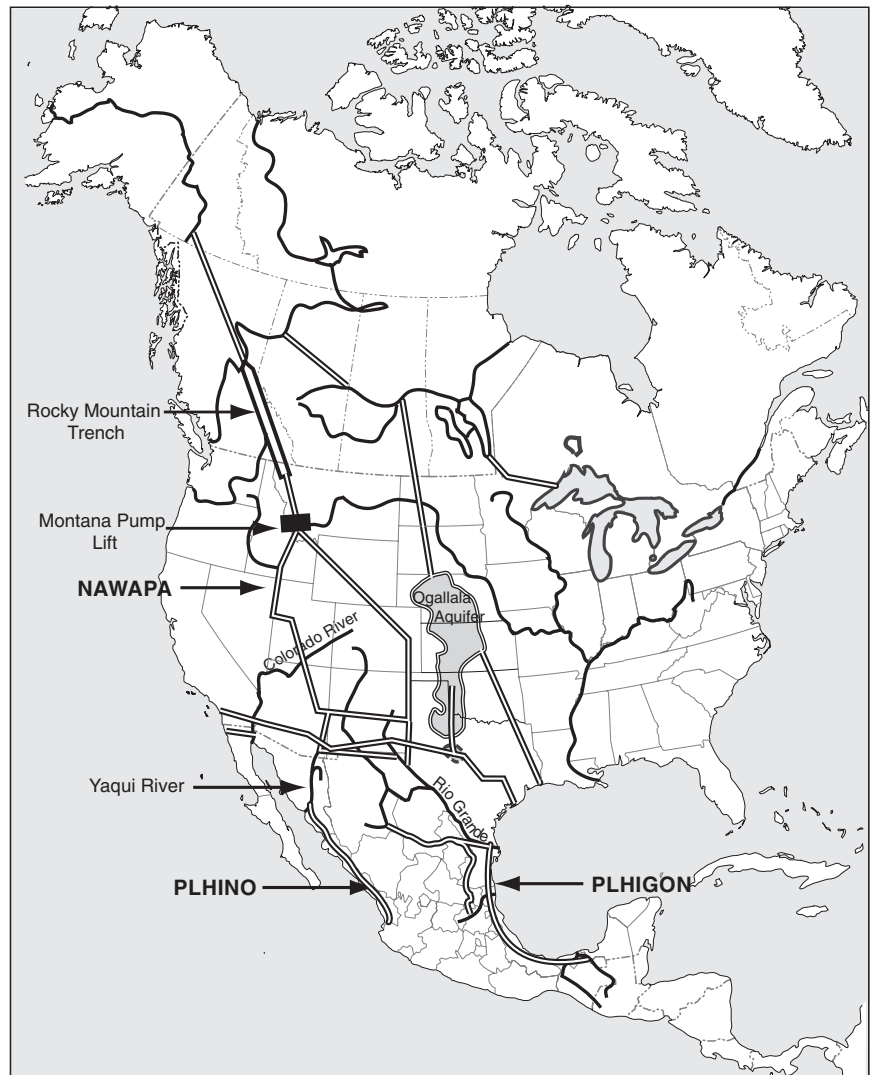 Rocky Mountain
Trench
Montana Pump
Lift
NAWAPA
Ogallala
Aquifer
Colorado River
Yaqui River
Rio Grande
PLHINO
PLHIGON